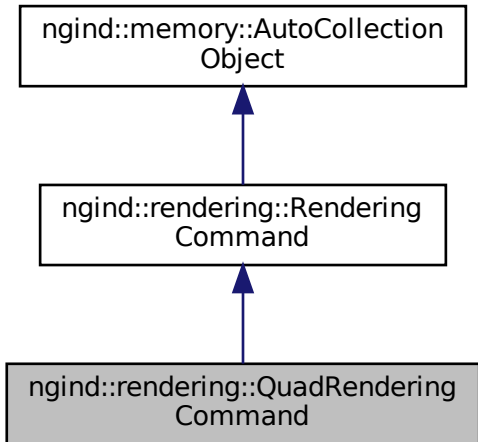 ngind::memory::AutoCollection
Object
ngind::rendering::Rendering
Command
ngind::rendering::QuadRendering
Command